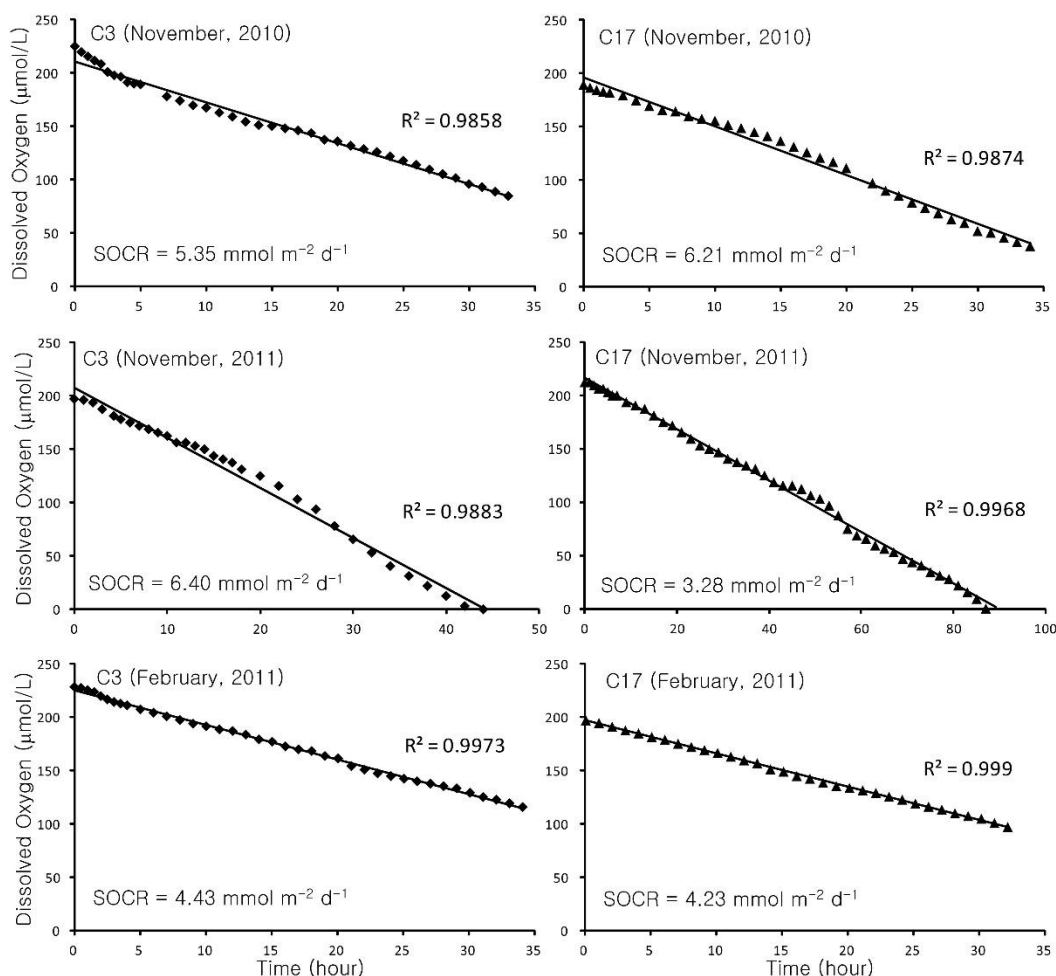 C3 (November, 2010)
250
200
150
100
50
0
Dissolved Oxygen (μmol/L)
R² = 0.9858
SOCR = 5.35 mmol m⁻² d⁻¹
0 5 10 15 20 25 30 35
C17 (November, 2010)
250
200
150
100
50
0
R² = 0.9874
SOCR = 6.21 mmol m⁻² d⁻¹
0 5 10 15 20 25 30 35
C3 (November, 2011)
250
200
150
100
50
0
Dissolved Oxygen (μmol/L)
R² = 0.9883
SOCR = 6.40 mmol m⁻² d⁻¹
0 10 20 30 40 50
C17 (November, 2011)
250
200
150
100
50
0
R² = 0.9968
SOCR = 3.28 mmol m⁻² d⁻¹
0 20 40 60 80 100
C3 (February, 2011)
250
200
150
100
50
0
Dissolved Oxygen (μmol/L)
R² = 0.9973
SOCR = 4.43 mmol m⁻² d⁻¹
0 5 10 15 20 25 30 35
Time (hour)
C17 (February, 2011)
250
200
150
100
50
0
R² = 0.999
SOCR = 4.23 mmol m⁻² d⁻¹
0 5 10 15 20 25 30 35
Time (hour)